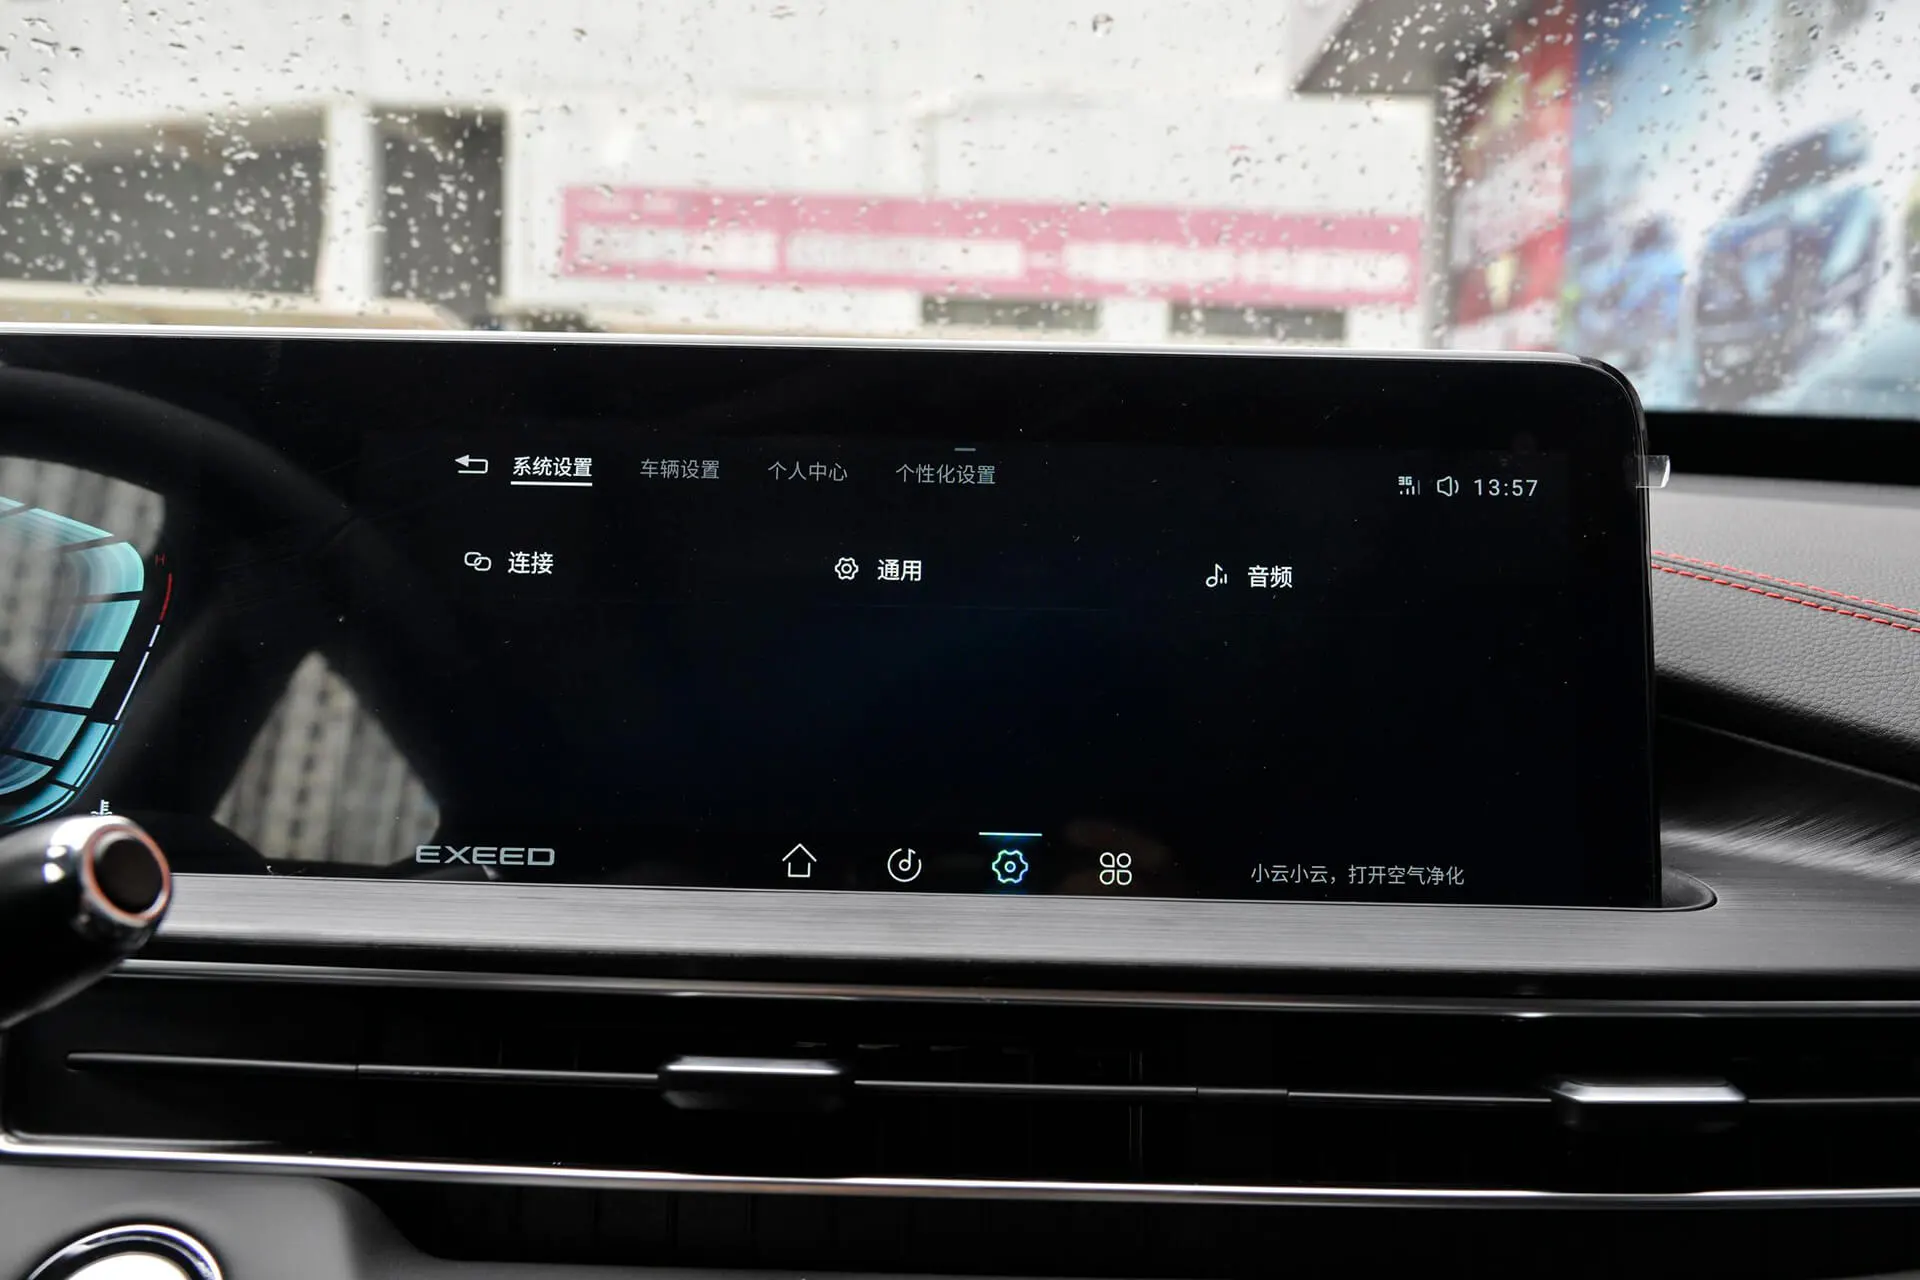 系统设置 车辆设置 个人中心 个性化设置
3G 13:57
连接 通用 音频
H
EXEED
小云小云，打开空气净化